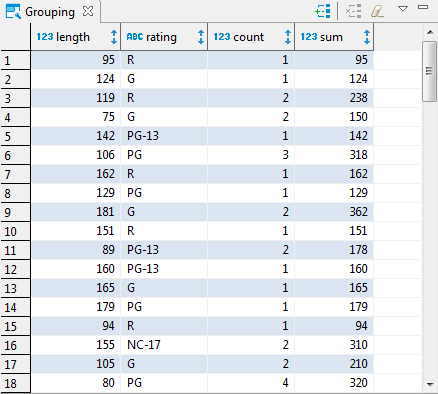 Grouping
123 length ABC rating 123 count 123 sum
1 95 R 1 95
2 124 G 1 124
3 119 R 2 238
4 75 G 2 150
5 142 PG-13 1 142
6 106 PG 3 318
7 162 R 1 162
8 129 PG 1 129
9 181 G 2 362
10 151 R 1 151
11 89 PG-13 2 178
12 160 PG-13 1 160
13 165 G 1 165
14 179 PG 1 179
15 94 R 1 94
16 155 NC-17 2 310
17 105 G 2 210
18 80 PG 4 320